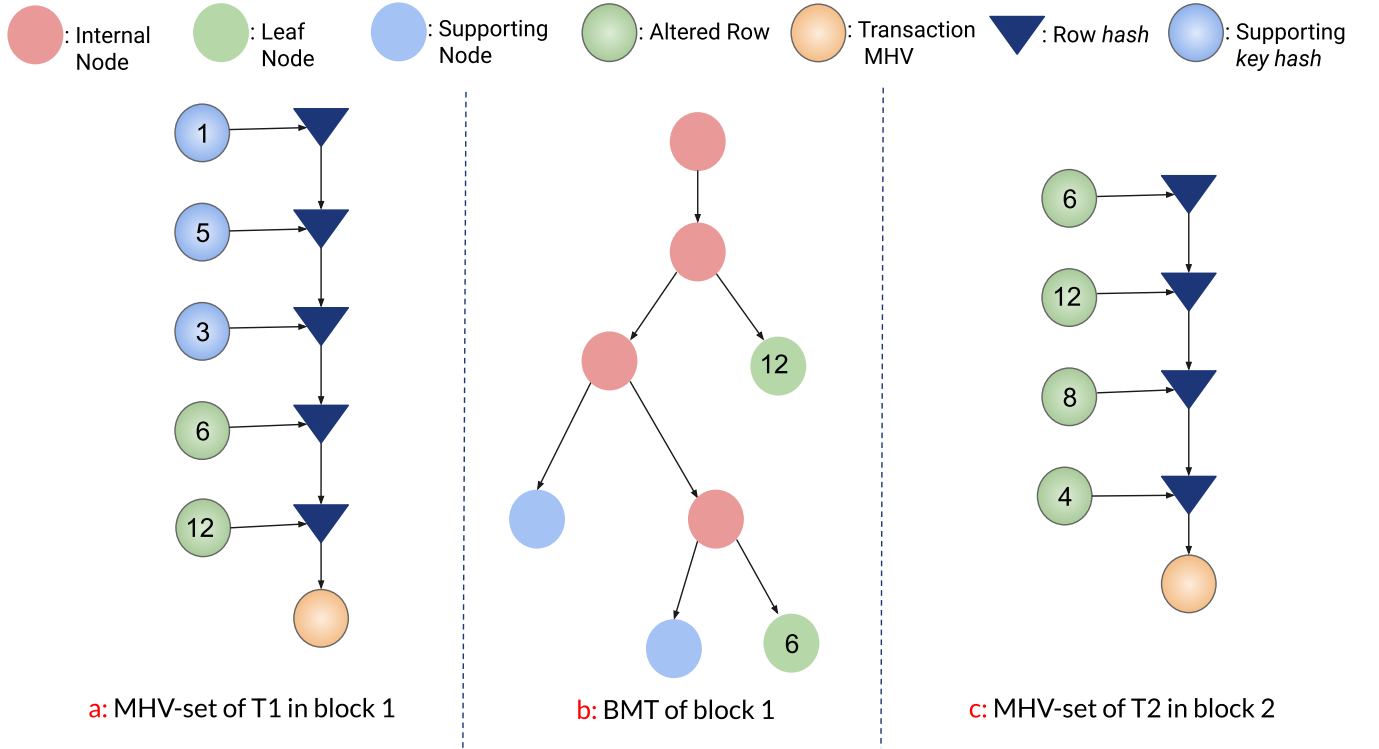 : Internal
Node
: Leaf
Node
: Supporting
Node
: Altered Row
: Transaction
MHV
: Row hash
: Supporting
key hash
1
5
3
6
12
a: MHV-set of T1 in block 1
12
6
b: BMT of block 1
6
12
8
4
c: MHV-set of T2 in block 2